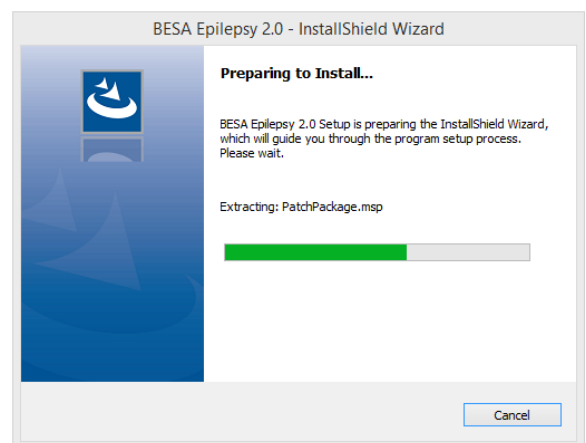 BESA Epilepsy 2.0 - InstallShield Wizard
Preparing to Install...
BESA Epilepsy 2.0 Setup is preparing the InstallShield Wizard,
which will guide you through the program setup process.
Please wait.
Extracting: PatchPackage.msp
Cancel